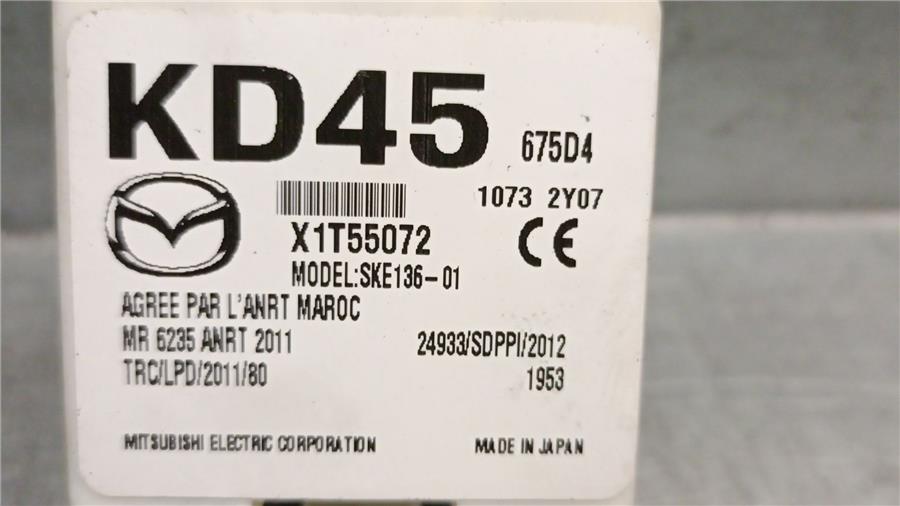 KD45 675D4
1073 2Y07
X1T55072 CE
MODEL:SKE136-01
AGREE PAR L'ANRT MAROC
MR 6235 ANRT 2011 24933/SDPPI/2012
TRC/LPD/2011/80 1953
MITSUBISHI ELECTRIC CORPORATION MADE IN JAPAN